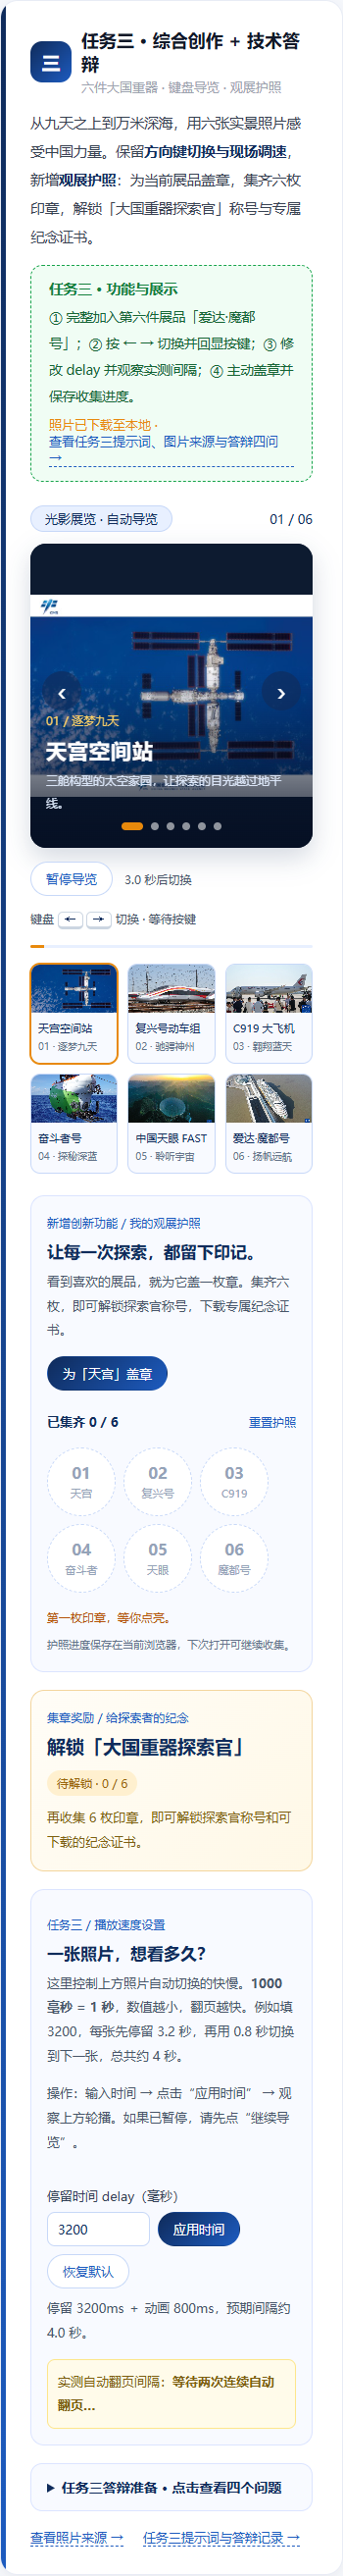 三
任务三 • 综合创作 + 技术答
辩
六件大国重器 · 键盘导览 · 观展护照
从九天之上到万米深海，用六张实景照片感
受中国力量。保留方向键切换与现场调速，
新增观展护照：为当前展品盖章，集齐六枚
印章，解锁「大国重器探索官」称号与专属
纪念证书。
任务三 • 功能与展示
① 完整加入第六件展品「爱达·魔都
号」；② 按 ← → 切换并回显按键；③ 修
改 delay 并观察实测间隔；④ 主动盖章并
保存收集进度。
照片已下载至本地 ·
查看任务三提示词、图片来源与答辩四问
→
光影展览 · 自动导览
01 / 06
‹
›
01 / 逐梦九天
天宫空间站
三舱构型的太空家园，让探索的目光越过地平
线。
暂停导览
3.0 秒后切换
键盘 ← → 切换 · 等待按键
天宫空间站
01 · 逐梦九天
复兴号动车组
02 · 驰骋神州
C919 大飞机
03 · 翱翔蓝天
奋斗者号
04 · 探秘深蓝
中国天眼 FAST
05 · 聆听宇宙
爱达·魔都号
06 · 扬帆远航
新增创新功能 / 我的观展护照
让每一次探索，都留下印记。
看到喜欢的展品，就为它盖一枚章。集齐六
枚，即可解锁探索官称号，下载专属纪念证
书。
为「天宫」盖章
已集齐 0 / 6
重置护照
01
天宫
02
复兴号
03
C919
04
奋斗者
05
天眼
06
魔都号
第一枚印章，等你点亮。
护照进度保存在当前浏览器，下次打开可继续收集。
集章奖励 / 给探索者的纪念
解锁「大国重器探索官」
待解锁 · 0 / 6
再收集 6 枚印章，即可解锁探索官称号和可
下载的纪念证书。
任务三 / 播放速度设置
一张照片，想看多久？
这里控制上方照片自动切换的快慢。1000
毫秒 = 1 秒，数值越小，翻页越快。例如填
3200，每张先停留 3.2 秒，再用 0.8 秒切换
到下一张，总共约 4 秒。
操作：输入时间 → 点击“应用时间” → 观
察上方轮播。如果已暂停，请先点“继续导
览”。
停留时间 delay（毫秒）
3200
应用时间
恢复默认
停留 3200ms + 动画 800ms，预期间隔约
4.0 秒。
实测自动翻页间隔：等待两次连续自动
翻页...
▶ 任务三答辩准备 • 点击查看四个问题
查看照片来源 →
任务三提示词与答辩记录 →